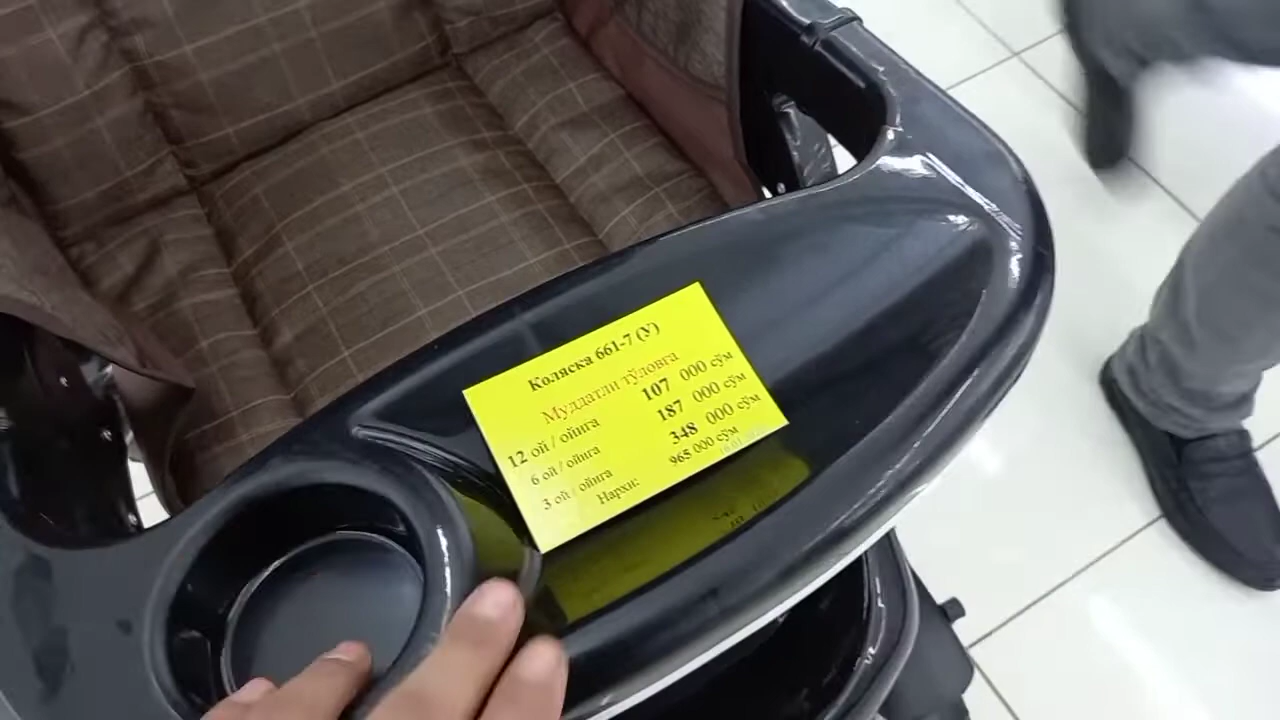 Коляска 661-7 (У)
Муддатли тўловга
12 ой / ойига 107 000 сўм
6 ой / ойига 187 000 сўм
3 ой / ойига 348 000 сўм
Нархи: 965 000 сўм